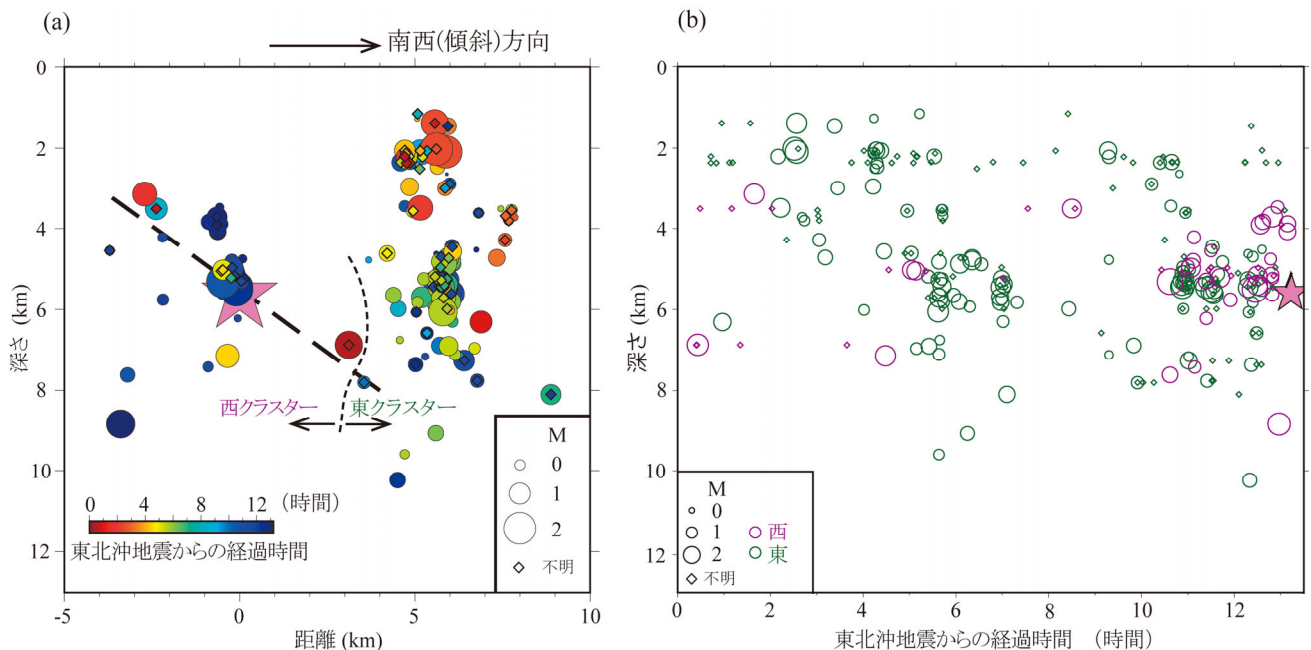 (a)
南西(傾斜)方向
0
2
4
6
8
10
12
深さ (km)
-5
0
5
10
距離 (km)
西クラスター
東クラスター
M
0
1
2
不明
0 4 8 12 (時間)
東北沖地震からの経過時間
(b)
0
2
4
6
8
10
12
深さ (km)
0
2
4
6
8
10
12
東北沖地震からの経過時間 (時間)
M
0
1
2
不明
西
東